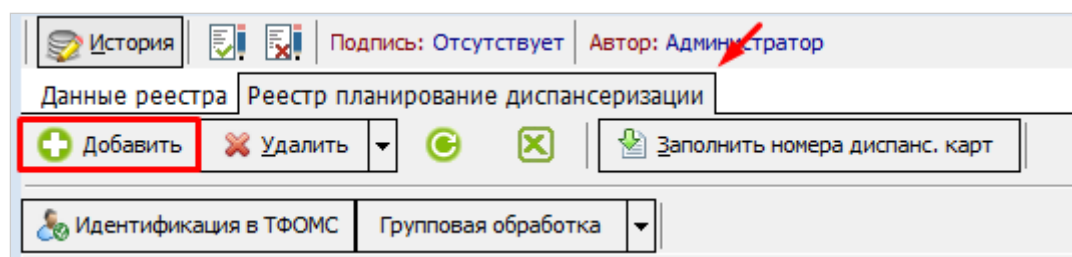 История Подпись: Отсутствует Автор: Администратор
Данные реестра Реестр планирование диспансеризации
Добавить Удалить Заполнить номера диспанс. карт
Идентификация в ТФОМС Групповая обработка